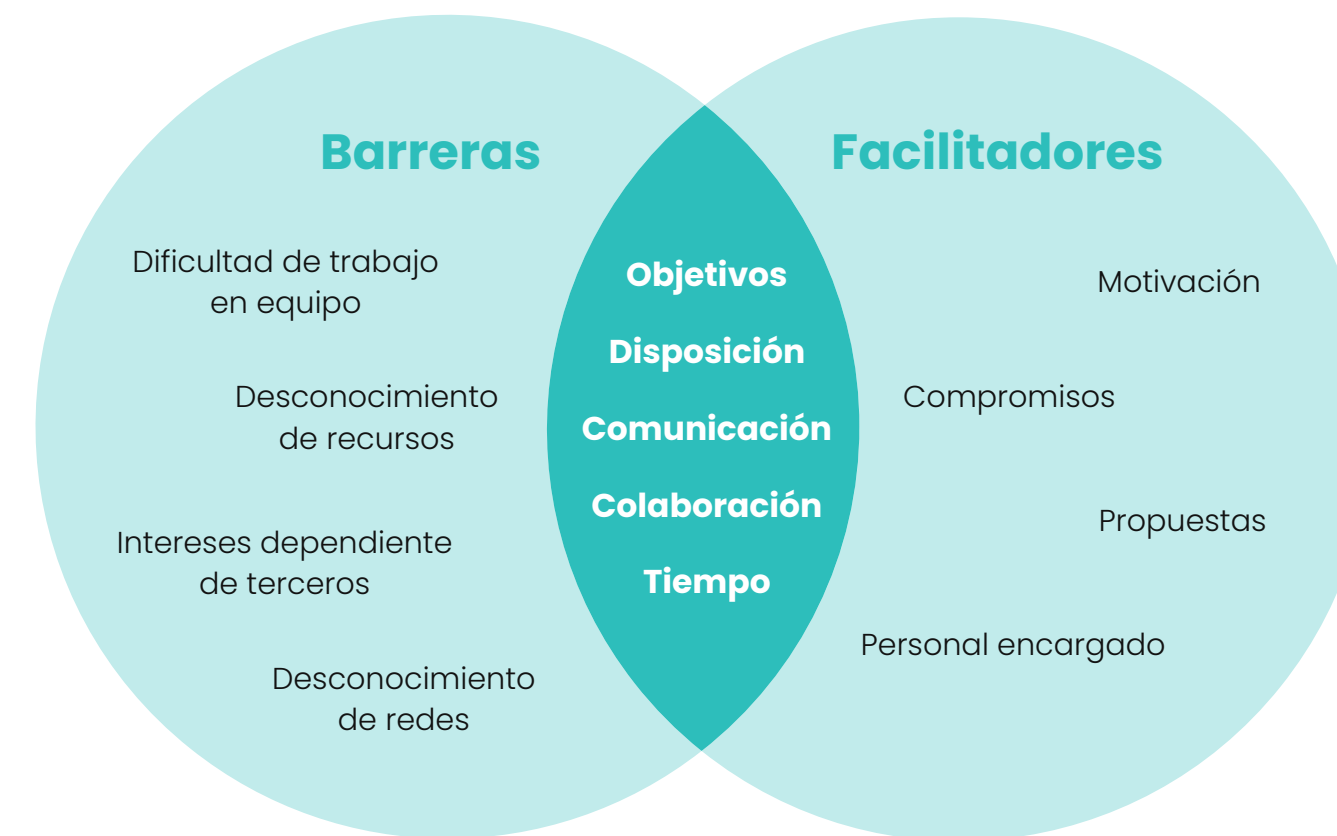 Barreras
Dificultad de trabajo
en equipo
Desconocimiento
de recursos
Intereses dependiente
de terceros
Desconocimiento
de redes
Objetivos
Disposición
Comunicación
Colaboración
Tiempo
Facilitadores
Motivación
Compromisos
Propuestas
Personal encargado